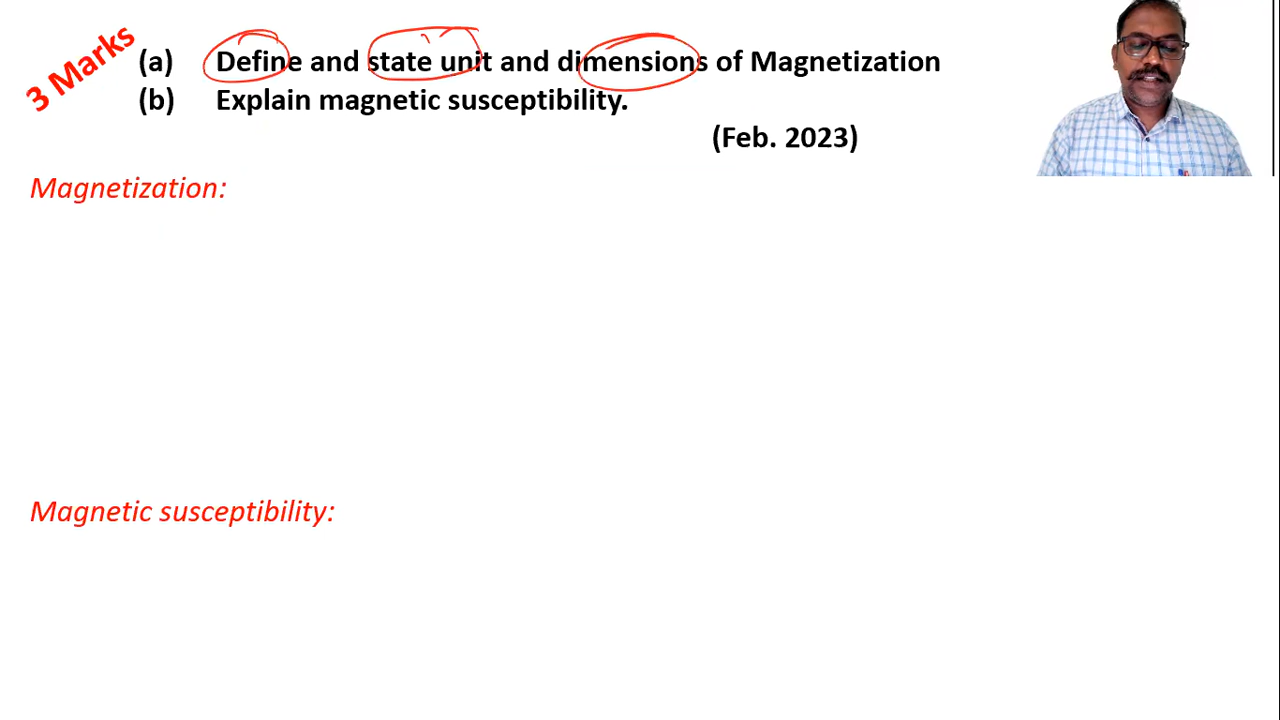 3 Marks
(a) Define and state unit and dimensions of Magnetization
(b) Explain magnetic susceptibility.
(Feb. 2023)
Magnetization:
Magnetic susceptibility: